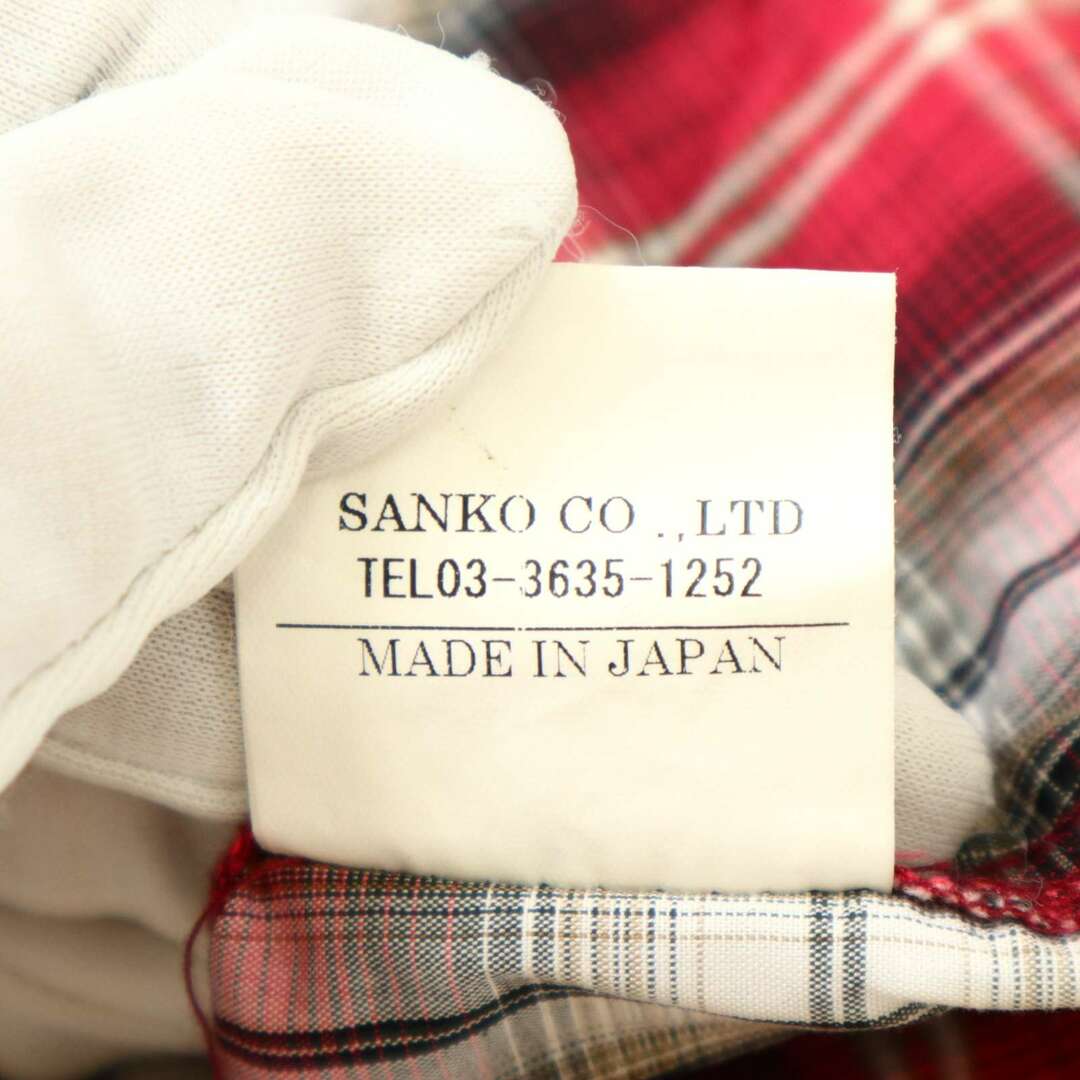 SANKO CO .,LTD
TEL03-3635-1252
MADE IN JAPAN